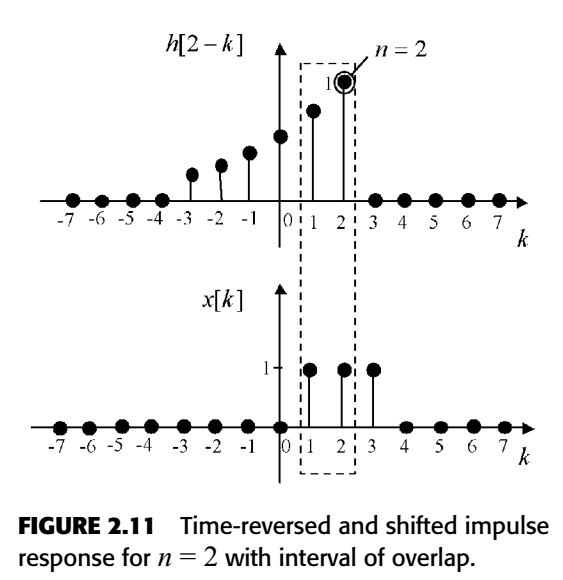 h[2 – k]
n = 2
1
-7 -6 -5 -4 -3 -2 -1 0 1 2 3 4 5 6 7
k
x[k]
1
-7 -6 -5 -4 -3 -2 -1 0 1 2 3 4 5 6 7
k
FIGURE 2.11 Time-reversed and shifted impulse
response for n = 2 with interval of overlap.